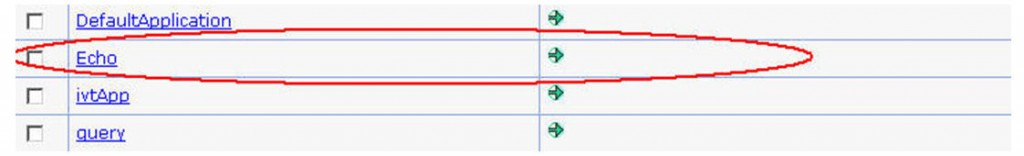 DefaultApplication
Echo
ivtApp
query